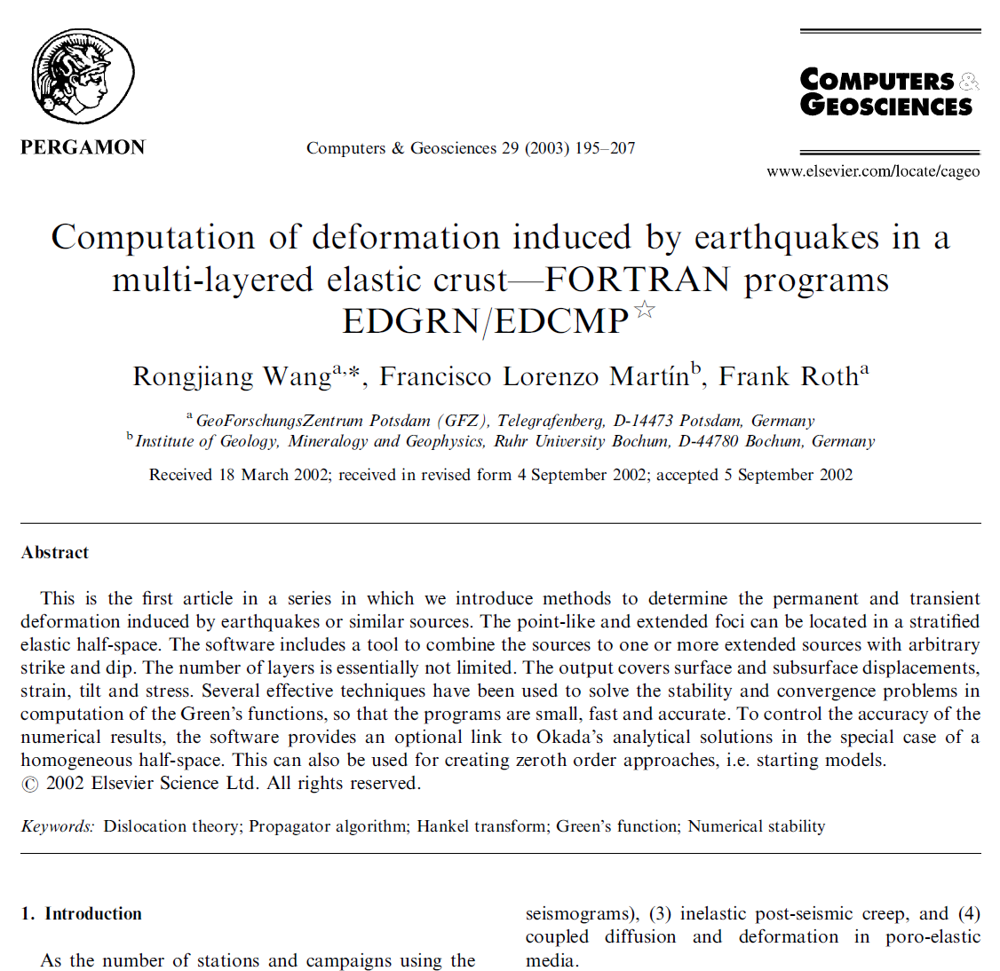 PERGAMON
Computers & Geosciences 29 (2003) 195–207
COMPUTERS &
GEOSCIENCES
www.elsevier.com/locate/cageo
Computation of deformation induced by earthquakes in a
multi-layered elastic crust—FORTRAN programs
EDGRN/EDCMP☆
Rongjiang Wangᵃ,*, Francisco Lorenzo Martínᵇ, Frank Rothᵃ
ᵃ GeoForschungsZentrum Potsdam (GFZ), Telegrafenberg, D-14473 Potsdam, Germany
ᵇ Institute of Geology, Mineralogy and Geophysics, Ruhr University Bochum, D-44780 Bochum, Germany
Received 18 March 2002; received in revised form 4 September 2002; accepted 5 September 2002
Abstract
This is the first article in a series in which we introduce methods to determine the permanent and transient
deformation induced by earthquakes or similar sources. The point-like and extended foci can be located in a stratified
elastic half-space. The software includes a tool to combine the sources to one or more extended sources with arbitrary
strike and dip. The number of layers is essentially not limited. The output covers surface and subsurface displacements,
strain, tilt and stress. Several effective techniques have been used to solve the stability and convergence problems in
computation of the Green's functions, so that the programs are small, fast and accurate. To control the accuracy of the
numerical results, the software provides an optional link to Okada's analytical solutions in the special case of a
homogeneous half-space. This can also be used for creating zeroth order approaches, i.e. starting models.
© 2002 Elsevier Science Ltd. All rights reserved.
Keywords: Dislocation theory; Propagator algorithm; Hankel transform; Green's function; Numerical stability
1. Introduction
As the number of stations and campaigns using the
seismograms), (3) inelastic post-seismic creep, and (4)
coupled diffusion and deformation in poro-elastic
media.